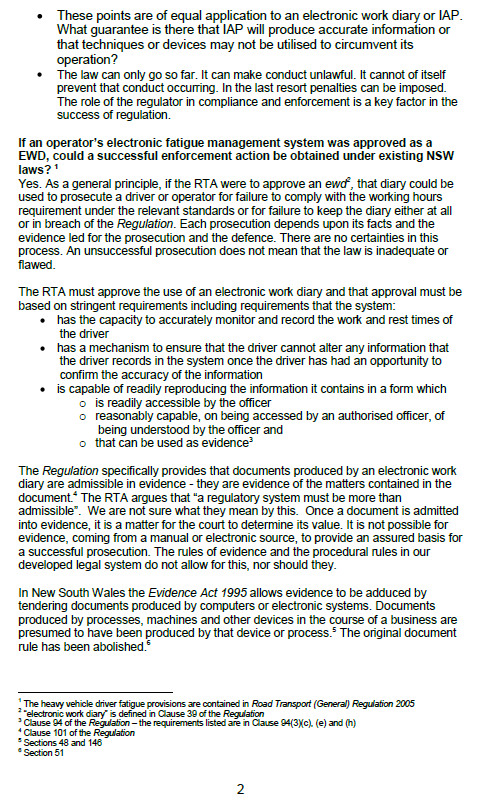 • These points are of equal application to an electronic work diary or IAP.
What guarantee is there that IAP will produce accurate information or
that techniques or devices may not be utilised to circumvent its
operation?
• The law can only go so far. It can make conduct unlawful. It cannot of itself
prevent that conduct occurring. In the last resort penalties can be imposed.
The role of the regulator in compliance and enforcement is a key factor in the
success of regulation.
If an operator's electronic fatigue management system was approved as a
EWD, could a successful enforcement action be obtained under existing NSW
laws? ¹
Yes. As a general principle, if the RTA were to approve an ewd², that diary could be
used to prosecute a driver or operator for failure to comply with the working hours
requirement under the relevant standards or for failure to keep the diary either at all
or in breach of the Regulation. Each prosecution depends upon its facts and the
evidence led for the prosecution and the defence. There are no certainties in this
process. An unsuccessful prosecution does not mean that the law is inadequate or
flawed.
The RTA must approve the use of an electronic work diary and that approval must be
based on stringent requirements including requirements that the system:
• has the capacity to accurately monitor and record the work and rest times of
the driver
• has a mechanism to ensure that the driver cannot alter any information that
the driver records in the system once the driver has had an opportunity to
confirm the accuracy of the information
• is capable of readily reproducing the information it contains in a form which
o is readily accessible by the officer
o reasonably capable, on being accessed by an authorised officer, of
being understood by the officer and
o that can be used as evidence³
The Regulation specifically provides that documents produced by an electronic work
diary are admissible in evidence - they are evidence of the matters contained in the
document.⁴ The RTA argues that “a regulatory system must be more than
admissible”. We are not sure what they mean by this. Once a document is admitted
into evidence, it is a matter for the court to determine its value. It is not possible for
evidence, coming from a manual or electronic source, to provide an assured basis for
a successful prosecution. The rules of evidence and the procedural rules in our
developed legal system do not allow for this, nor should they.
In New South Wales the Evidence Act 1995 allows evidence to be adduced by
tendering documents produced by computers or electronic systems. Documents
produced by processes, machines and other devices in the course of a business are
presumed to have been produced by that device or process.⁵ The original document
rule has been abolished.⁶
¹ The heavy vehicle driver fatigue provisions are contained in Road Transport (General) Regulation 2005
² “electronic work diary” is defined in Clause 39 of the Regulation
³ Clause 94 of the Regulation – the requirements listed are in Clause 94(3)(c), (e) and (h)
⁴ Clause 101 of the Regulation
⁵ Sections 48 and 146
⁶ Section 51
2